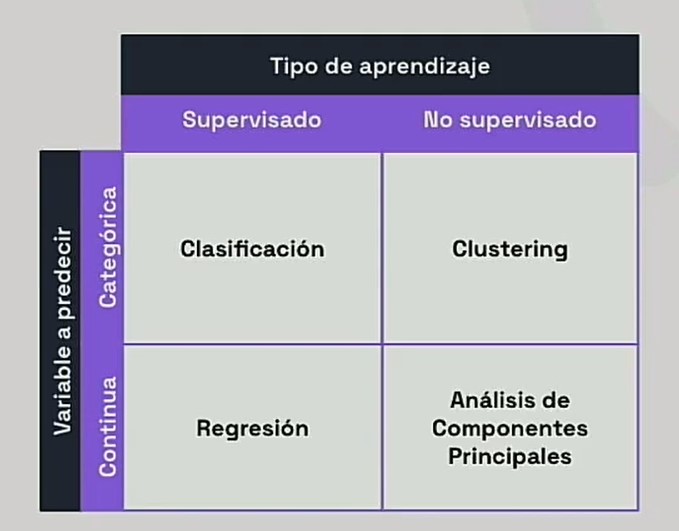 Tipo de aprendizaje
Supervisado
No supervisado
Variable a predecir
Categórica
Clasificación
Clustering
Continua
Regresión
Análisis de
Componentes
Principales